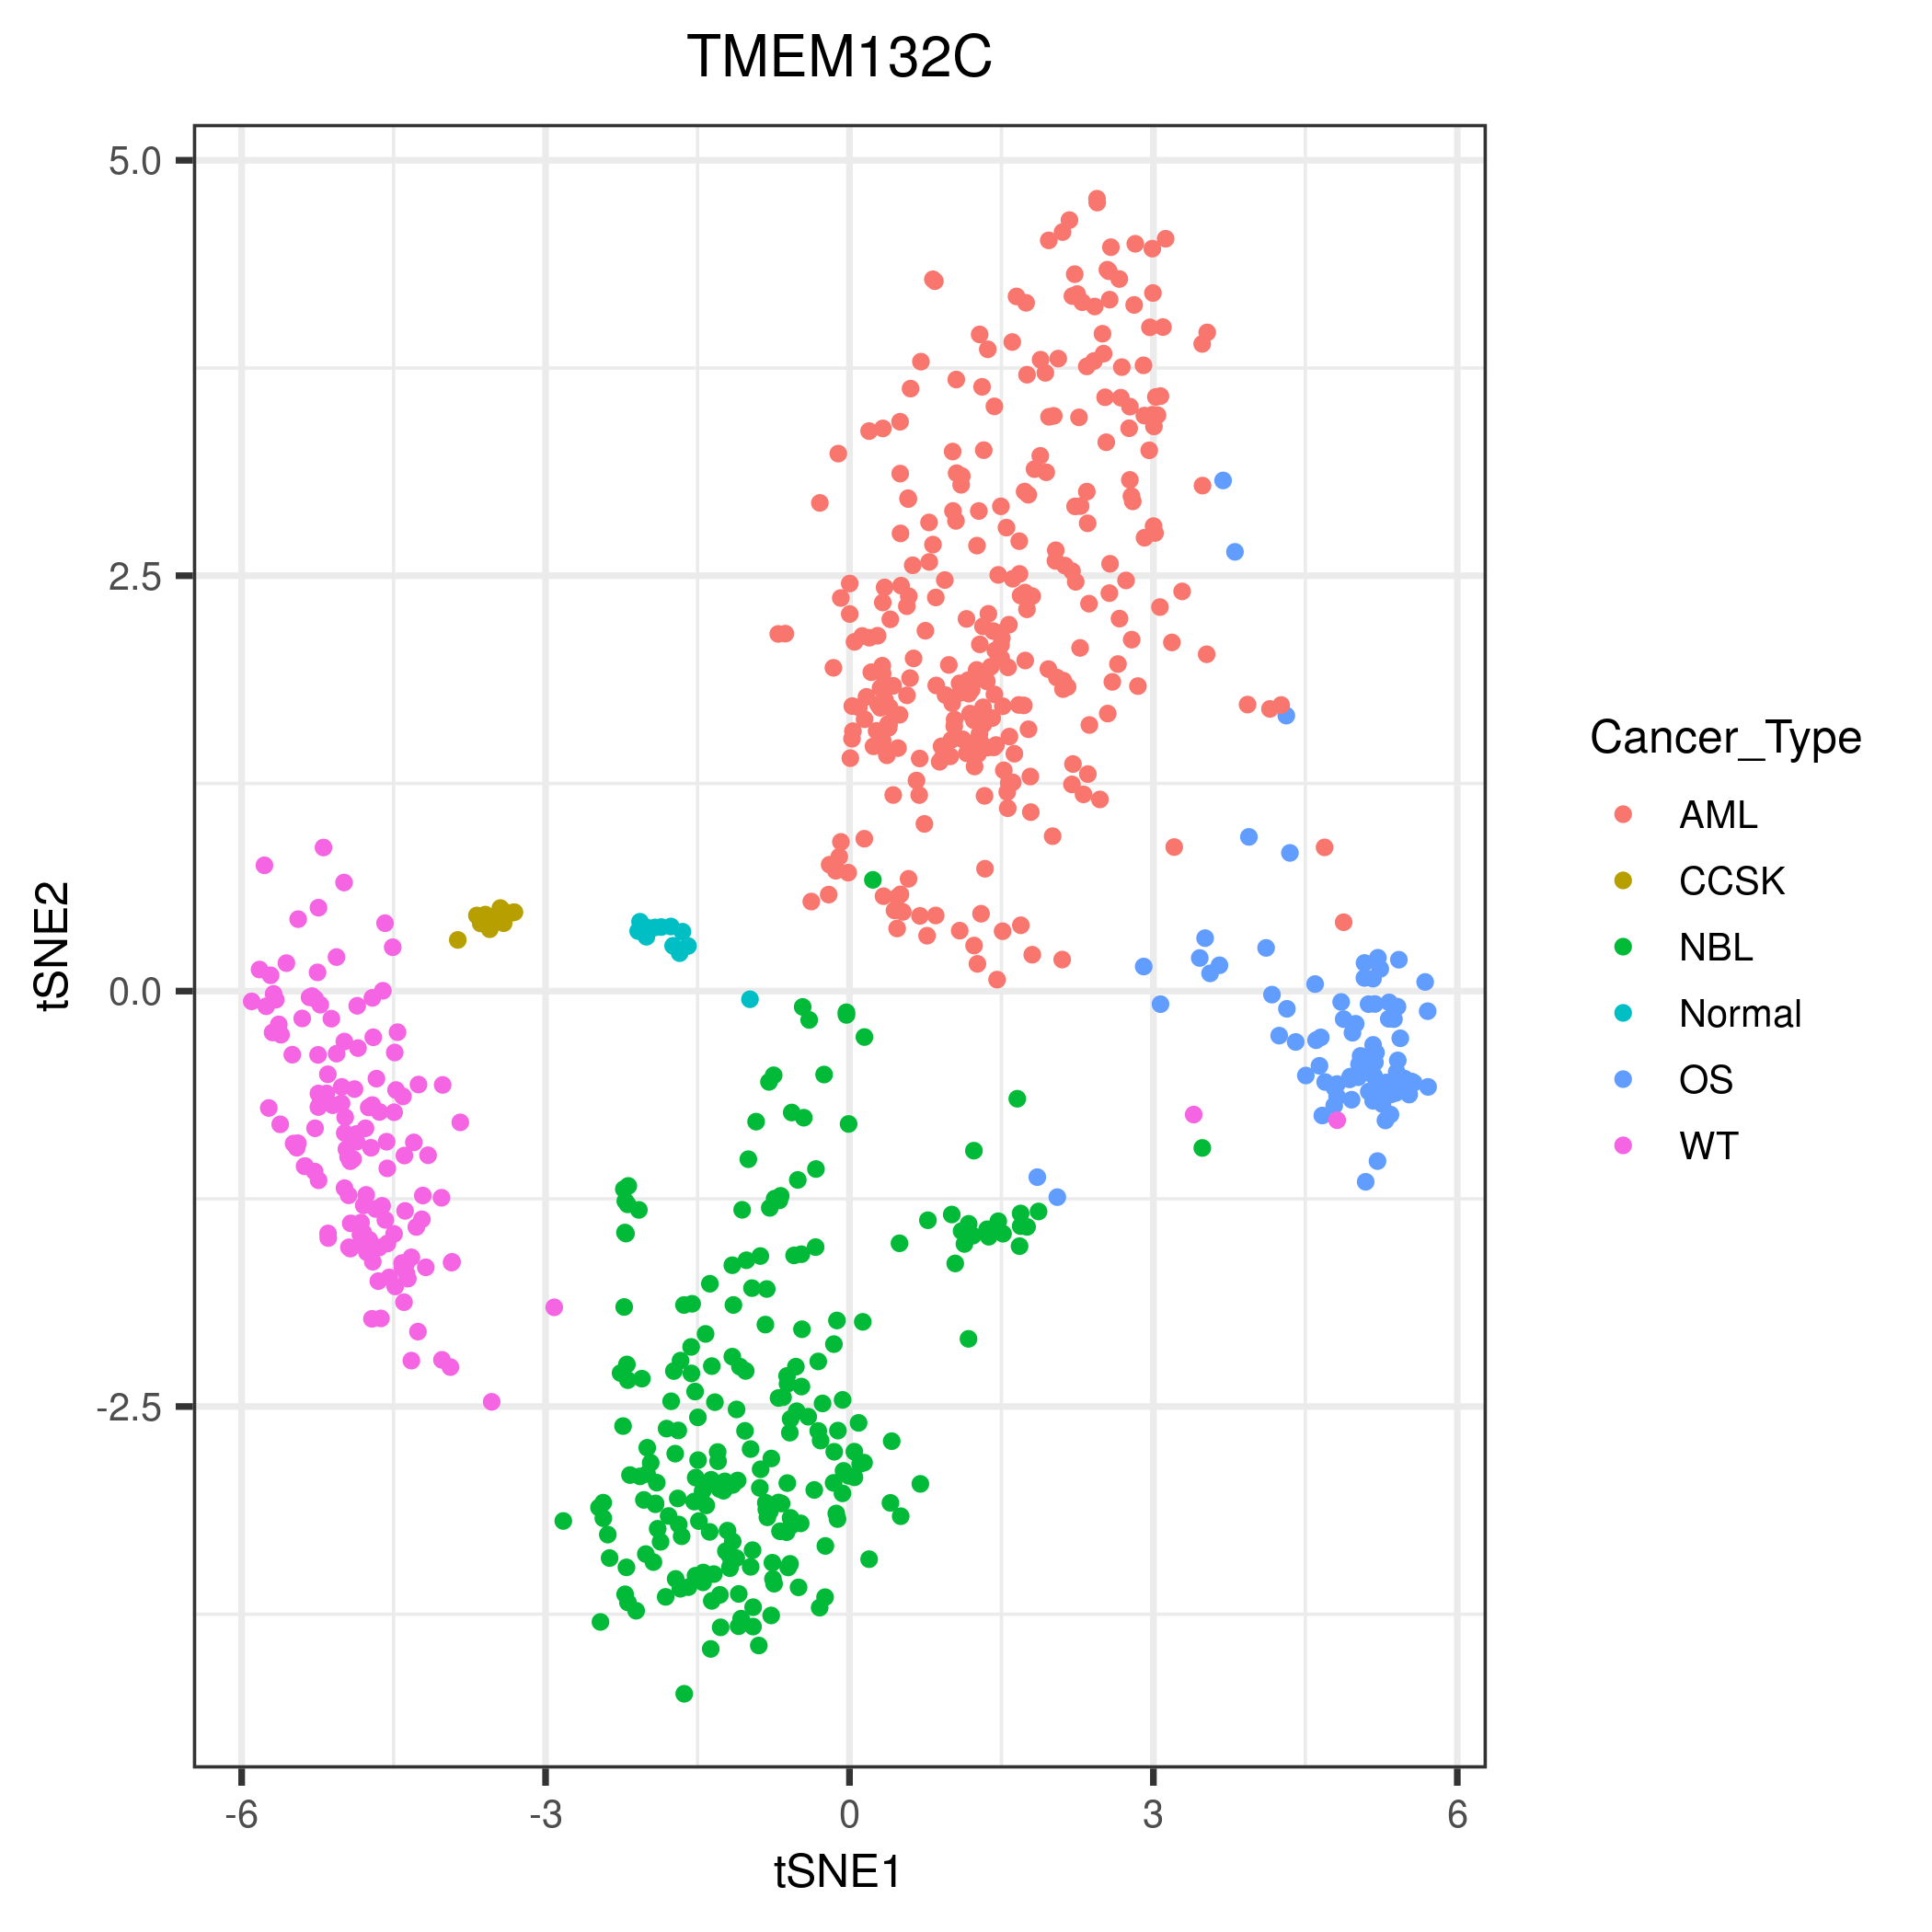 TMEM132C
5.0
2.5
0.0
-2.5
tSNE2
-6
-3
0
3
6
tSNE1
Cancer_Type
AML
CCSK
NBL
Normal
OS
WT